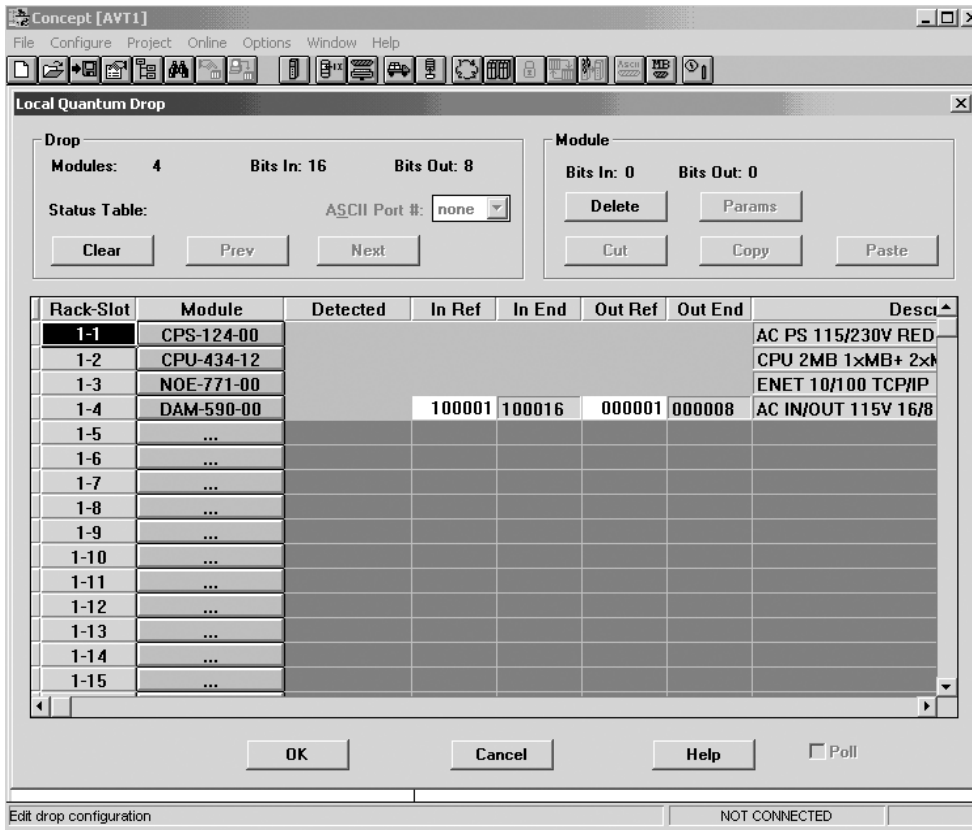 Concept [AVT1]
File Configure Project Online Options Window Help
Local Quantum Drop
Drop
Modules: 4 Bits In: 16 Bits Out: 8
Status Table: ASCII Port #: none
Clear Prev Next
Module
Bits In: 0 Bits Out: 0
Delete Params
Cut Copy Paste
Rack-Slot Module Detected In Ref In End Out Ref Out End Descr
1-1 CPS-124-00 AC PS 115/230V RED
1-2 CPU-434-12 CPU 2MB 1xMB+ 2xM
1-3 NOE-771-00 ENET 10/100 TCP/IP
1-4 DAM-590-00 100001 100016 000001 000008 AC IN/OUT 115V 16/8
1-5 ...
1-6 ...
1-7 ...
1-8 ...
1-9 ...
1-10 ...
1-11 ...
1-12 ...
1-13 ...
1-14 ...
1-15 ...
OK Cancel Help Poll
Edit drop configuration NOT CONNECTED